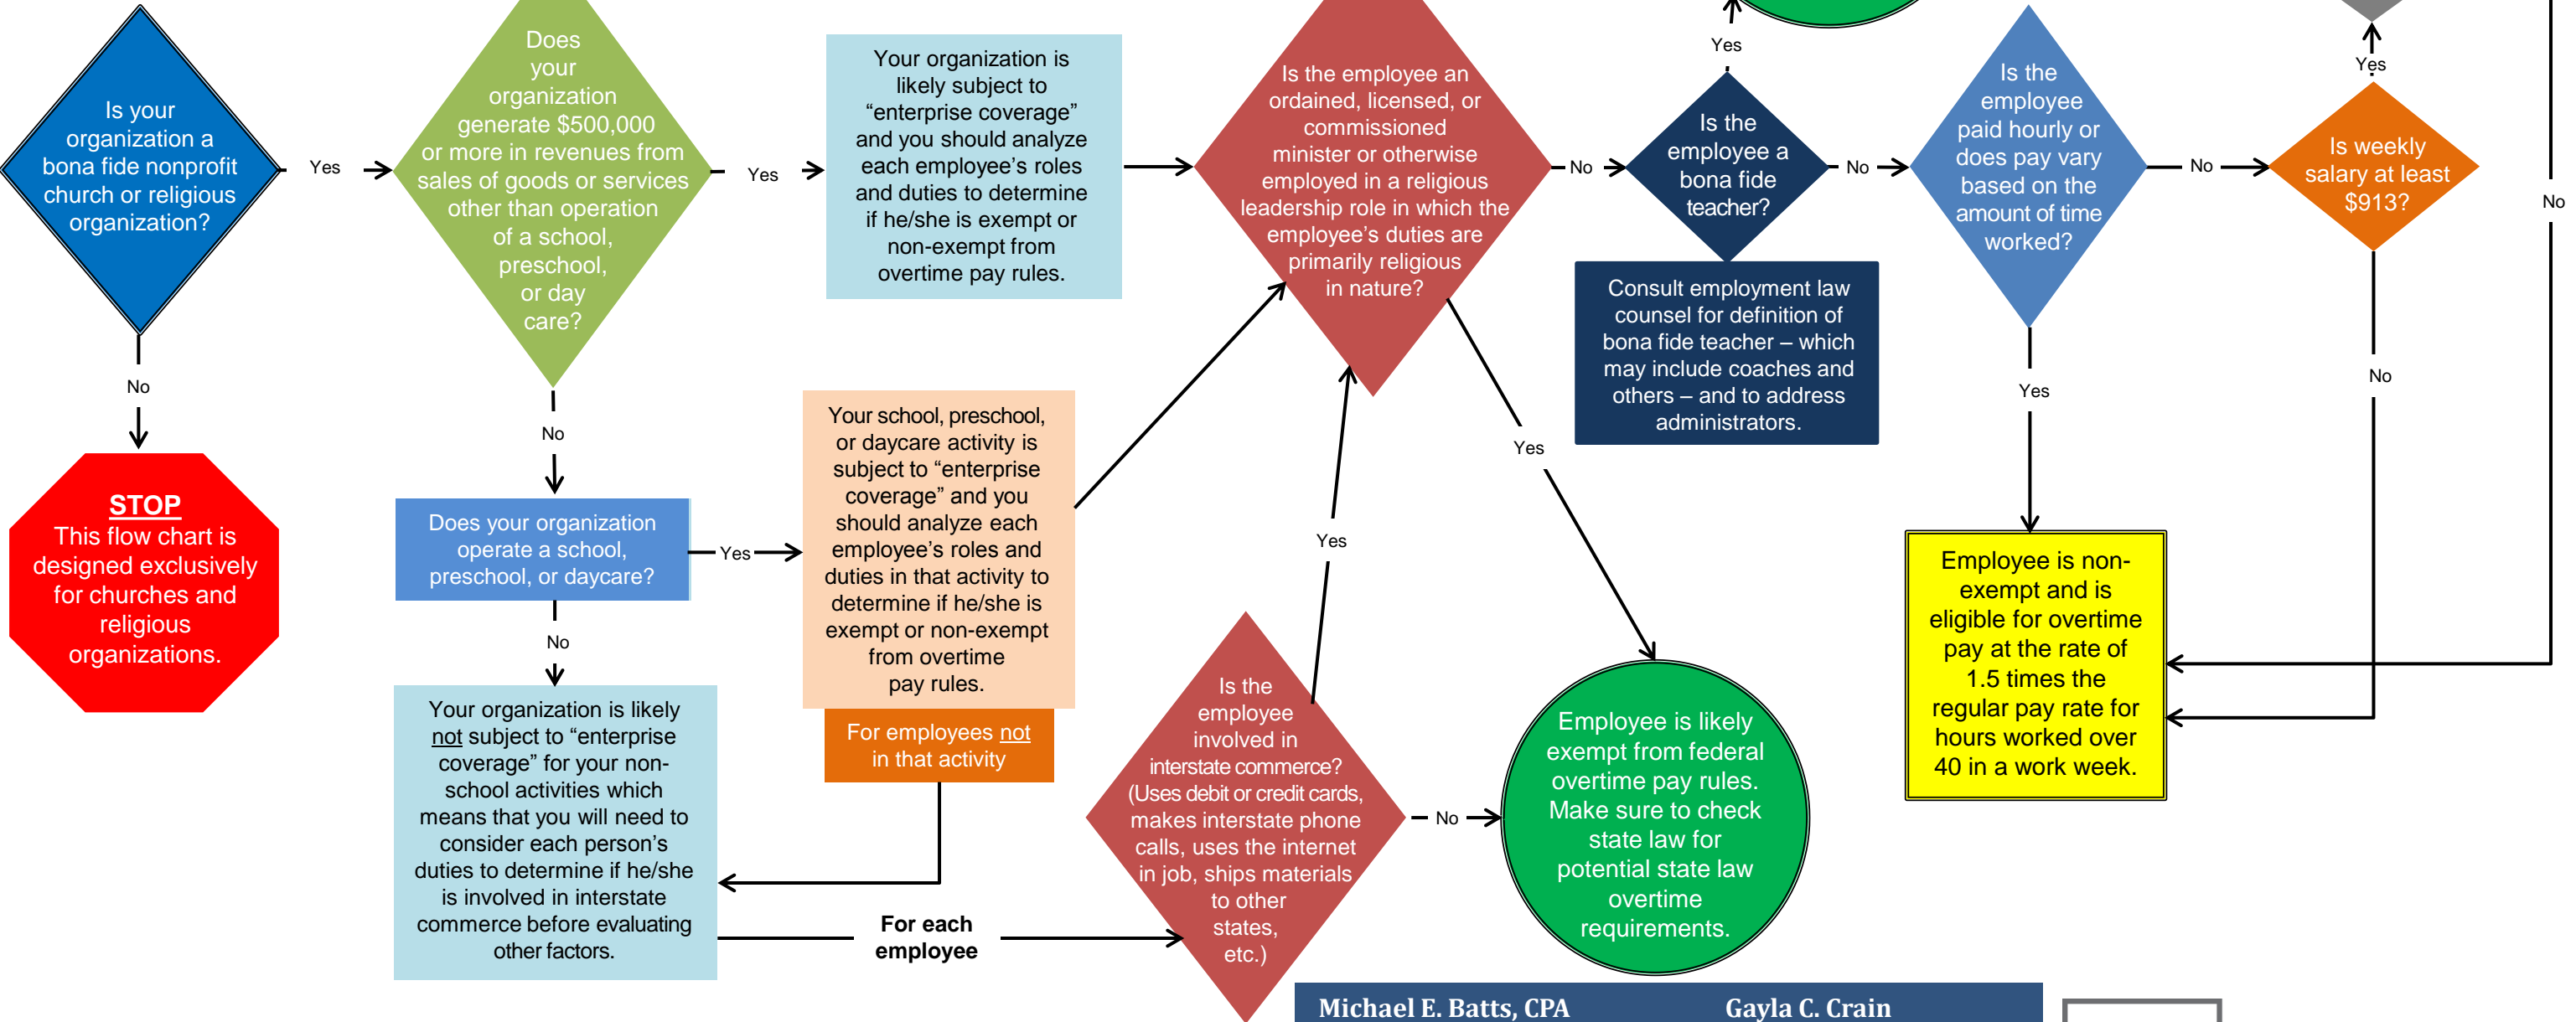 Is your
organization a
bona fide nonprofit
church or religious
organization?
Yes
No
STOP
This flow chart is
designed exclusively
for churches and
religious
organizations.
Does
your
organization
generate $500,000
or more in revenues from
sales of goods or services
other than operation
of a school,
preschool,
or day
care?
Yes
No
Does your organization
operate a school,
preschool, or daycare?
Yes
No
Your organization is likely
not subject to “enterprise
coverage” for your non-
school activities which
means that you will need to
consider each person’s
duties to determine if he/she
is involved in interstate
commerce before evaluating
other factors.
Your organization is
likely subject to
“enterprise coverage”
and you should analyze
each employee’s roles
and duties to determine
if he/she is exempt or
non-exempt from
overtime pay rules.
Your school, preschool,
or daycare activity is
subject to “enterprise
coverage” and you
should analyze each
employee’s roles and
duties in that activity to
determine if he/she is
exempt or non-exempt
from overtime
pay rules.
For employees not
in that activity
For each
employee
Is the
employee
involved in
interstate commerce?
(Uses debit or credit cards,
makes interstate phone
calls, uses the internet
in job, ships materials
to other
states,
etc.)
Yes
No
Is the employee an
ordained, licensed, or
commissioned
minister or otherwise
employed in a religious
leadership role in which the
employee’s duties are
primarily religious
in nature?
No
Yes
Employee is likely
exempt from federal
overtime pay rules.
Make sure to check
state law for
potential state law
overtime
requirements.
Yes
Is the
employee a
bona fide
teacher?
No
Consult employment law
counsel for definition of
bona fide teacher – which
may include coaches and
others – and to address
administrators.
Is the
employee
paid hourly or
does pay vary
based on the
amount of time
worked?
No
Yes
Employee is non-
exempt and is
eligible for overtime
pay at the rate of
1.5 times the
regular pay rate for
hours worked over
40 in a work week.
Yes
Is weekly
salary at least
$913?
No
No
Michael E. Batts, CPA
Gayla C. Crain